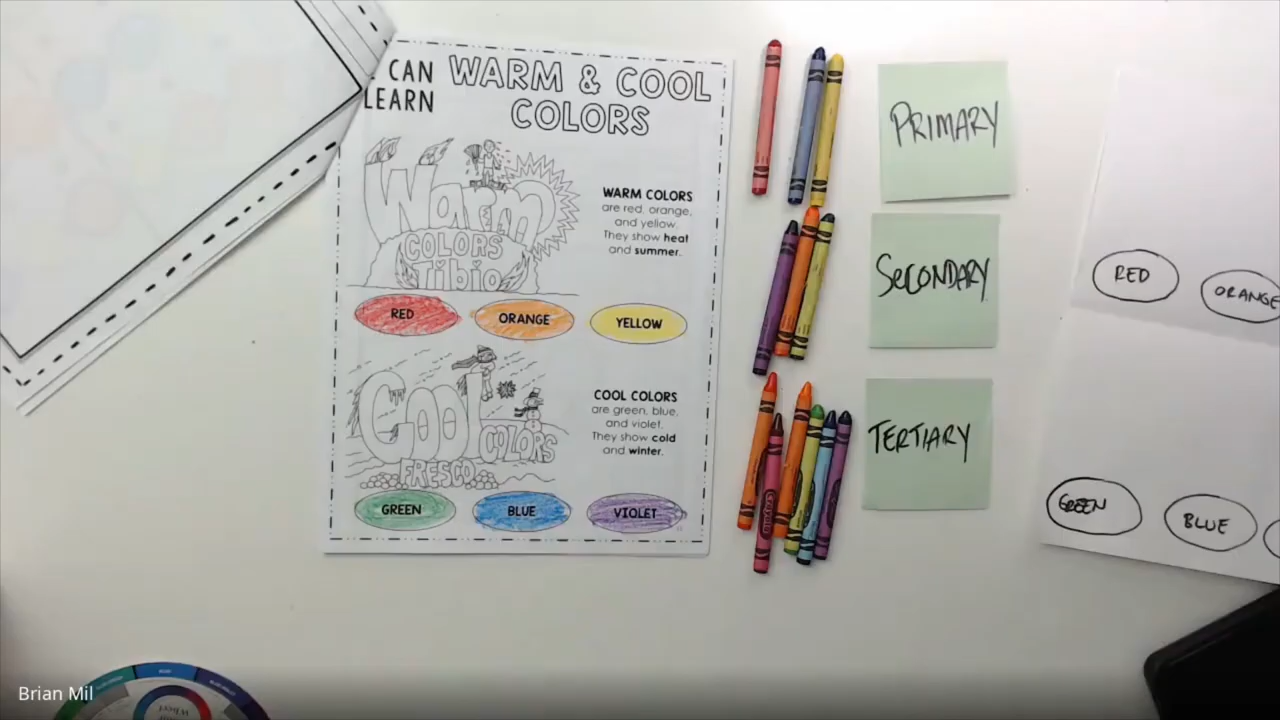 CAN
LEARN
WARM & COOL
COLORS
Warm
COLORS
Tibio
WARM COLORS
are red, orange,
and yellow.
They show heat
and summer.
RED
ORANGE
YELLOW
COOL
COLORS
FRESCO
COOL COLORS
are green, blue,
and violet.
They show cold
and winter.
GREEN
BLUE
VIOLET
PRIMARY
SECONDARY
TERTIARY
RED
ORANGE
GREEN
BLUE
Brian Mil